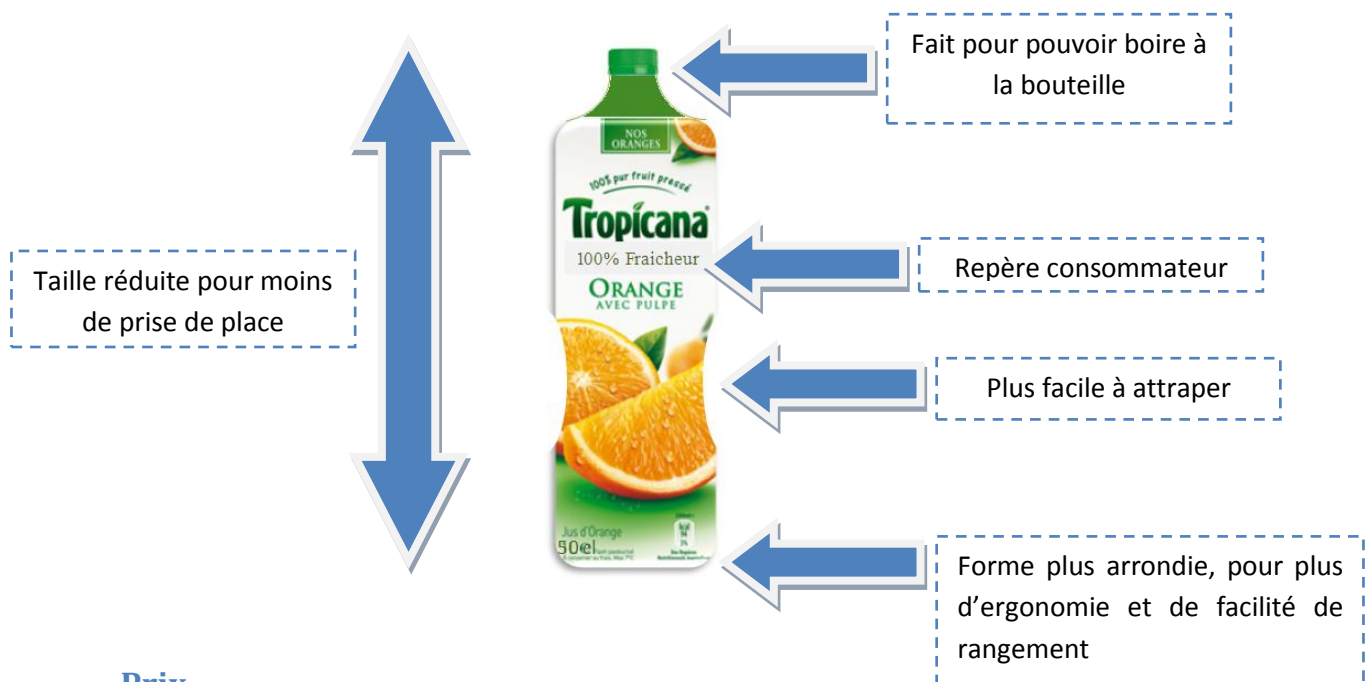 Fait pour pouvoir boire à
la bouteille
NOS
ORANGES
100% pur fruit pressé
Tropicana
100% Fraicheur
ORANGE
AVEC PULPE
Taille réduite pour moins
de prise de place
Repère consommateur
Plus facile à attraper
Jus d'Orange
50cl
Forme plus arrondie, pour plus
d'ergonomie et de facilité de
rangement
Prix